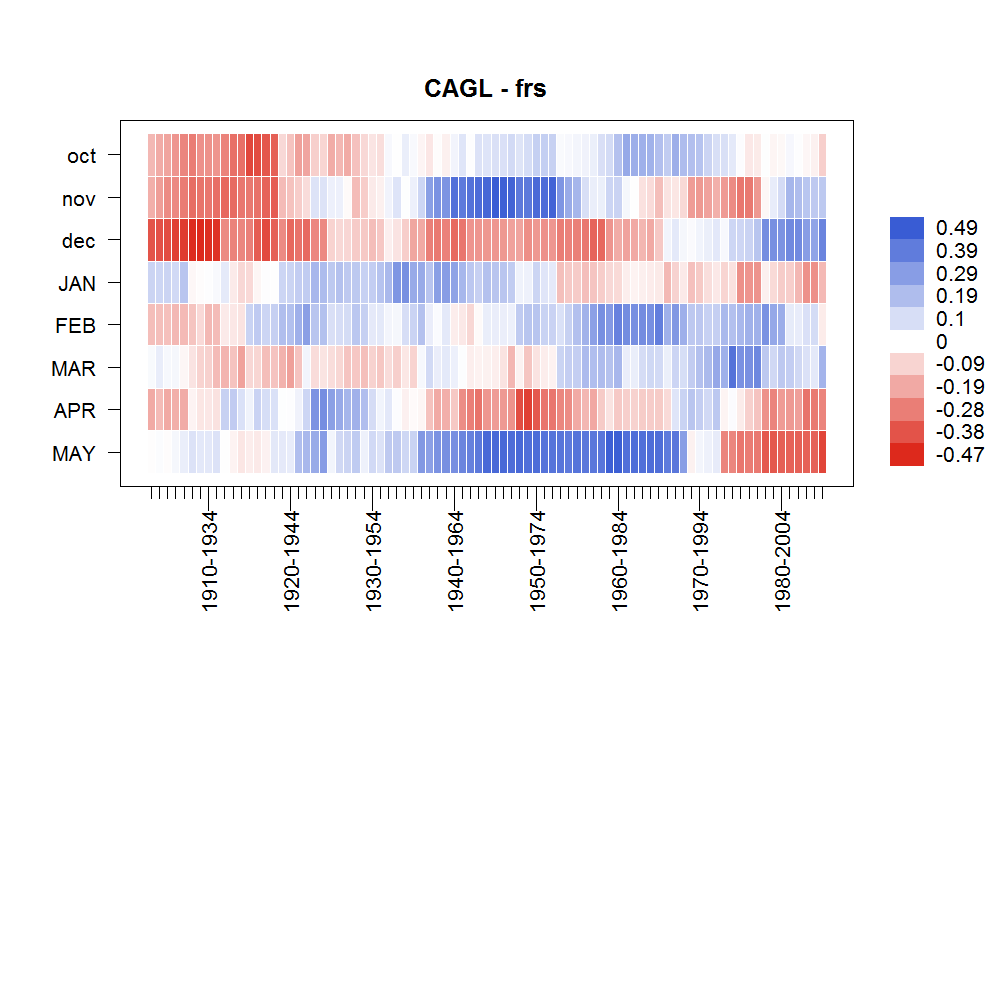 CAGL - frs
oct
nov
dec
JAN
FEB
MAR
APR
MAY
0.49
0.39
0.29
0.19
0.1
0
-0.09
-0.19
-0.28
-0.38
-0.47
1910-1934
1920-1944
1930-1954
1940-1964
1950-1974
1960-1984
1970-1994
1980-2004